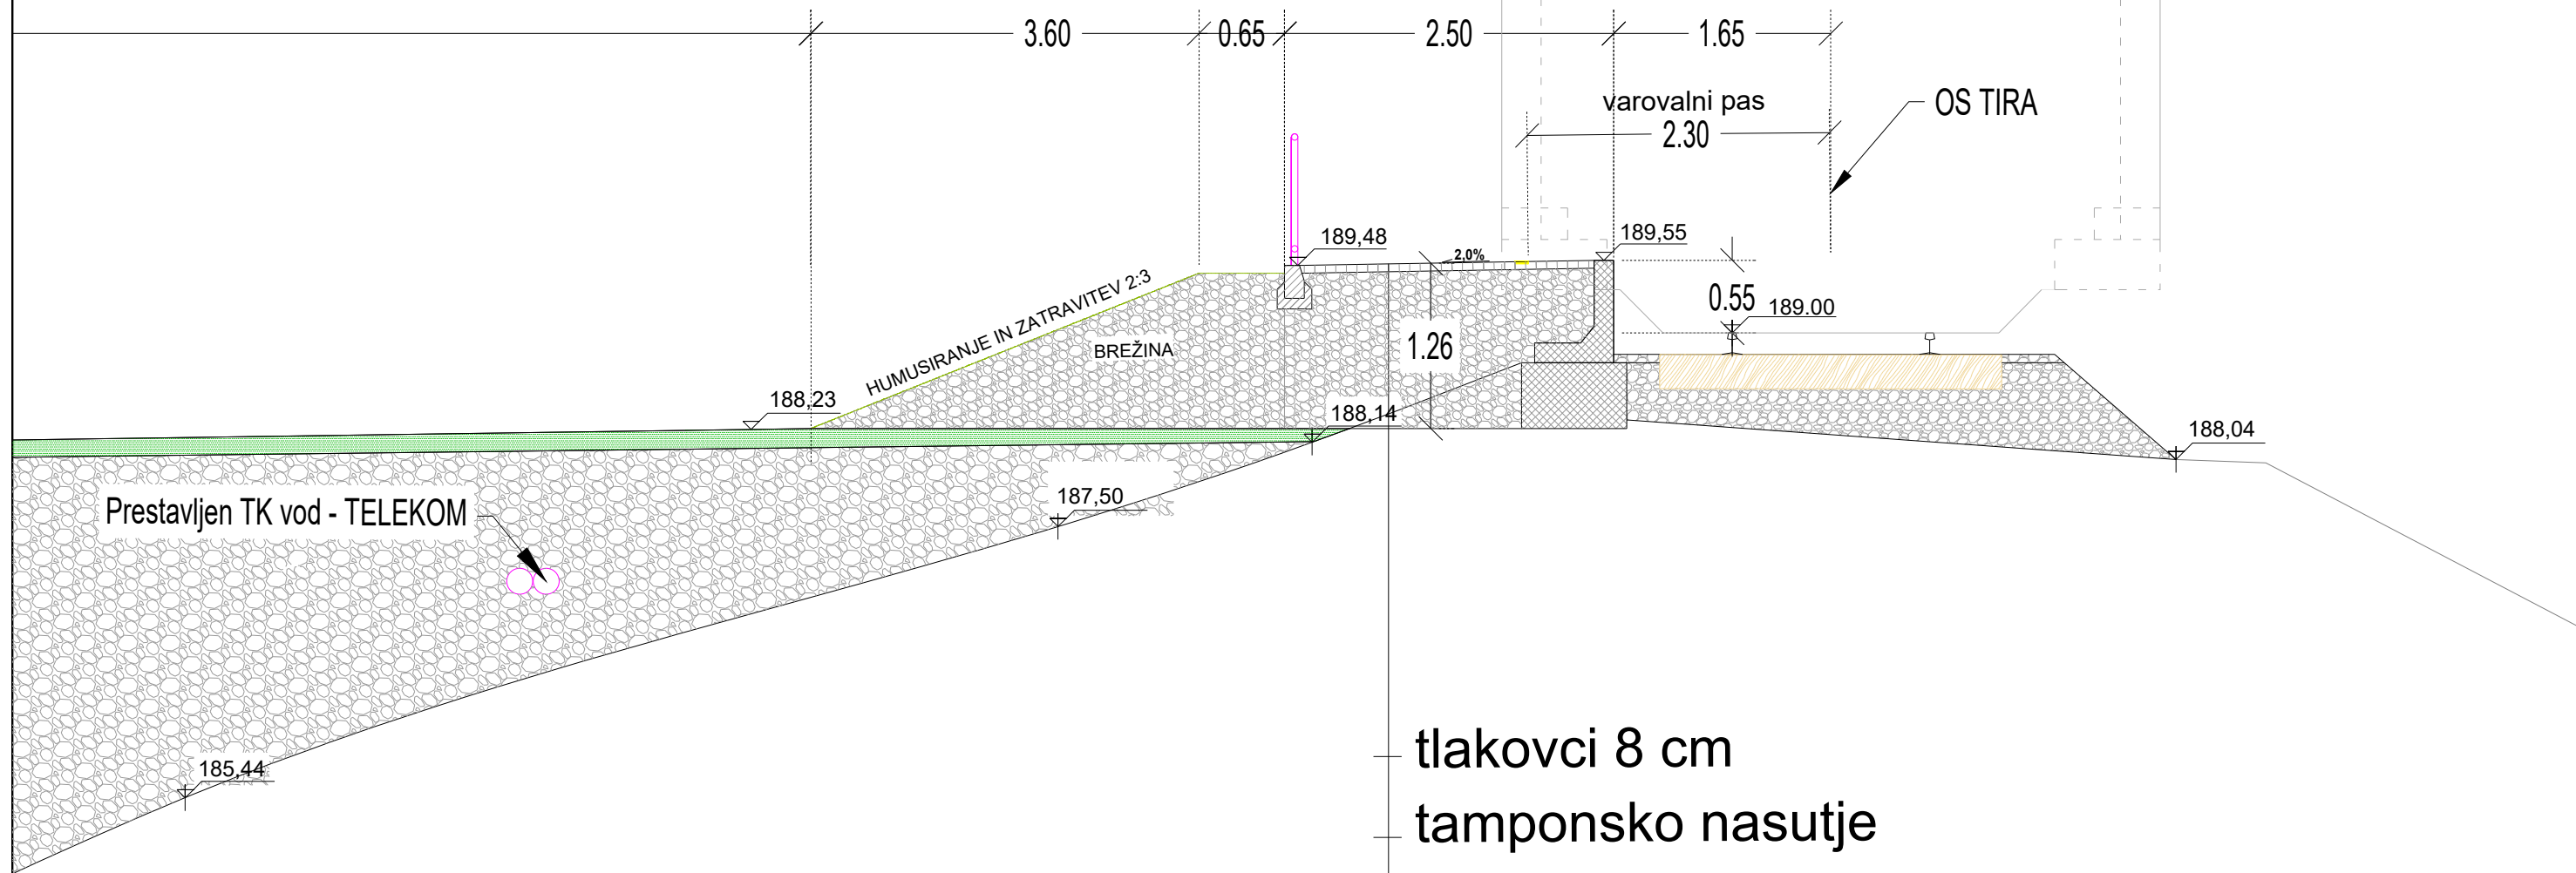 3.60
0.65
2.50
1.65
varovalni pas
2.30
OS TIRA
189,48
2,0%
189,55
HUMUSIRANJE IN ZATRAVITEV 2:3
BREŽINA
1.26
0.55
189.00
188,23
188,14
188,04
187,50
Prestavljen TK vod - TELEKOM
185,44
tlakovci 8 cm
tamponsko nasutje